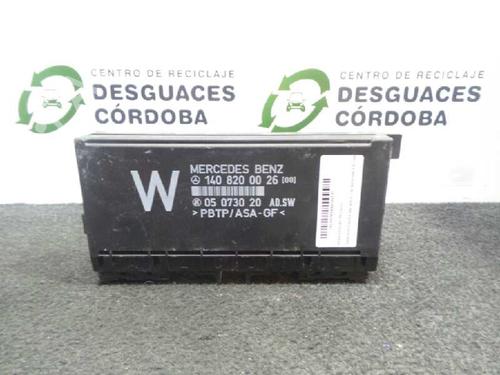 CENTRO DE RECICLAJE
DESGUACES
CÓRDOBA
CENTRO DE RECICLAJE
DESGUACES
CÓRDOBA
W
MERCEDES BENZ
140 820 00 26 [00]
05 0730 20 AD.SW
>PBTP/ASA-GF<